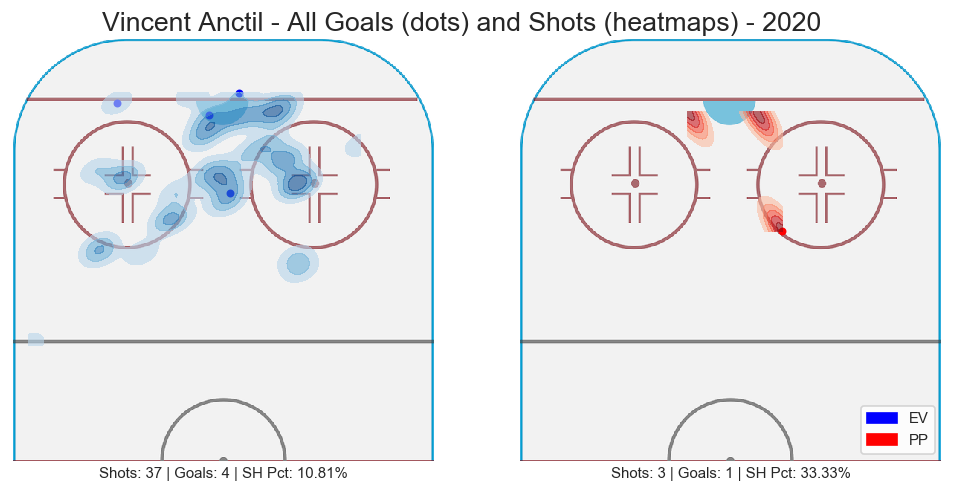 Vincent Anctil - All Goals (dots) and Shots (heatmaps) - 2020
EV
PP
Shots: 37 | Goals: 4 | SH Pct: 10.81%
Shots: 3 | Goals: 1 | SH Pct: 33.33%